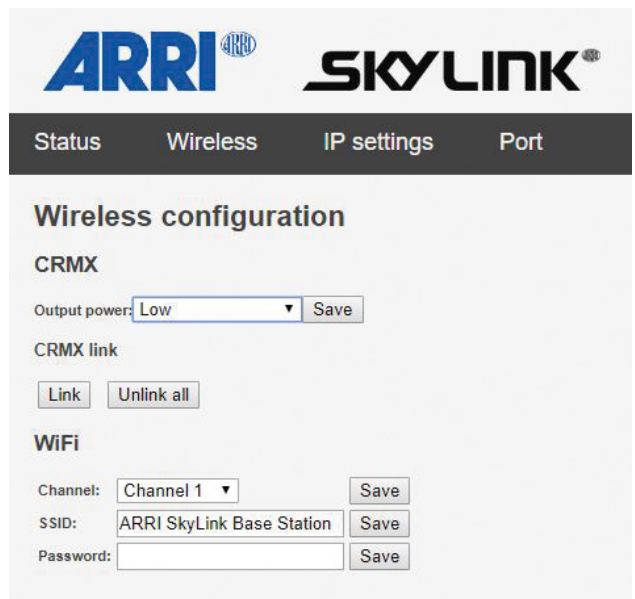 ARRI® ARRI SKYLINK®
Status Wireless IP settings Port
Wireless configuration
CRMX
Output power: Low Save
CRMX link
Link Unlink all
WiFi
Channel: Channel 1 Save
SSID: ARRI SkyLink Base Station Save
Password: Save